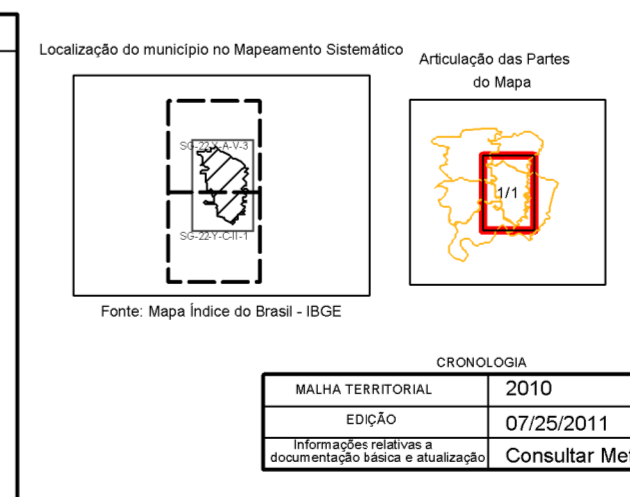 Localização do município no Mapeamento Sistemático
SG-22-Y-A-V-3
SG-22-Y-C-II-1
Fonte: Mapa Índice do Brasil - IBGE
Articulação das Partes
do Mapa
1/1
CRONOLOGIA
MALHA TERRITORIAL 2010
EDIÇÃO 07/25/2011
Informações relativas a
documentação básica e atualização Consultar Me